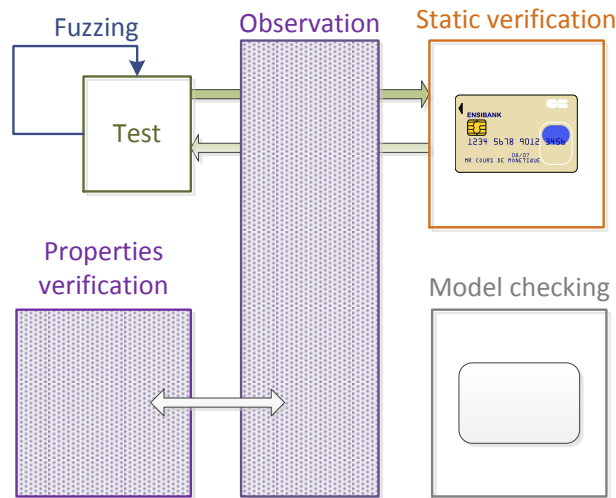 Fuzzing
Observation
Static verification
Test
ENSIBANK
1234 5678 9012 3456
08/07
MR COURS DE MONETIQUE
Properties
verification
Model checking